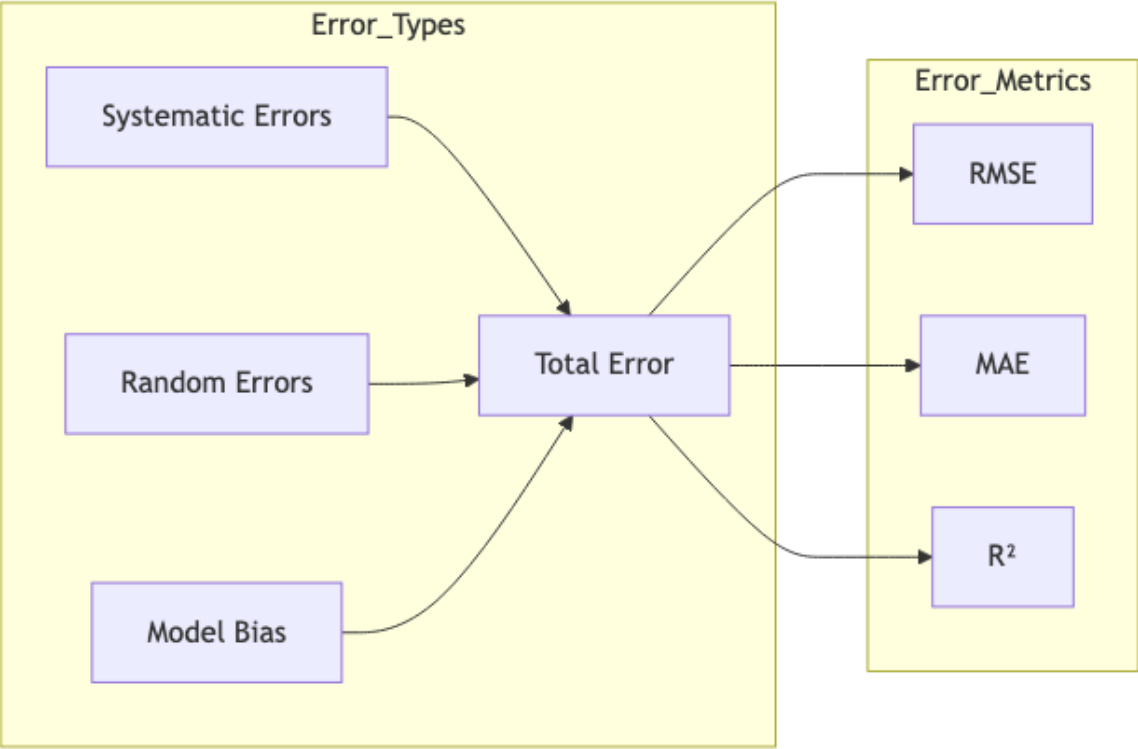 Error_Types
Systematic Errors
Random Errors
Model Bias
Total Error
Error_Metrics
RMSE
MAE
R²